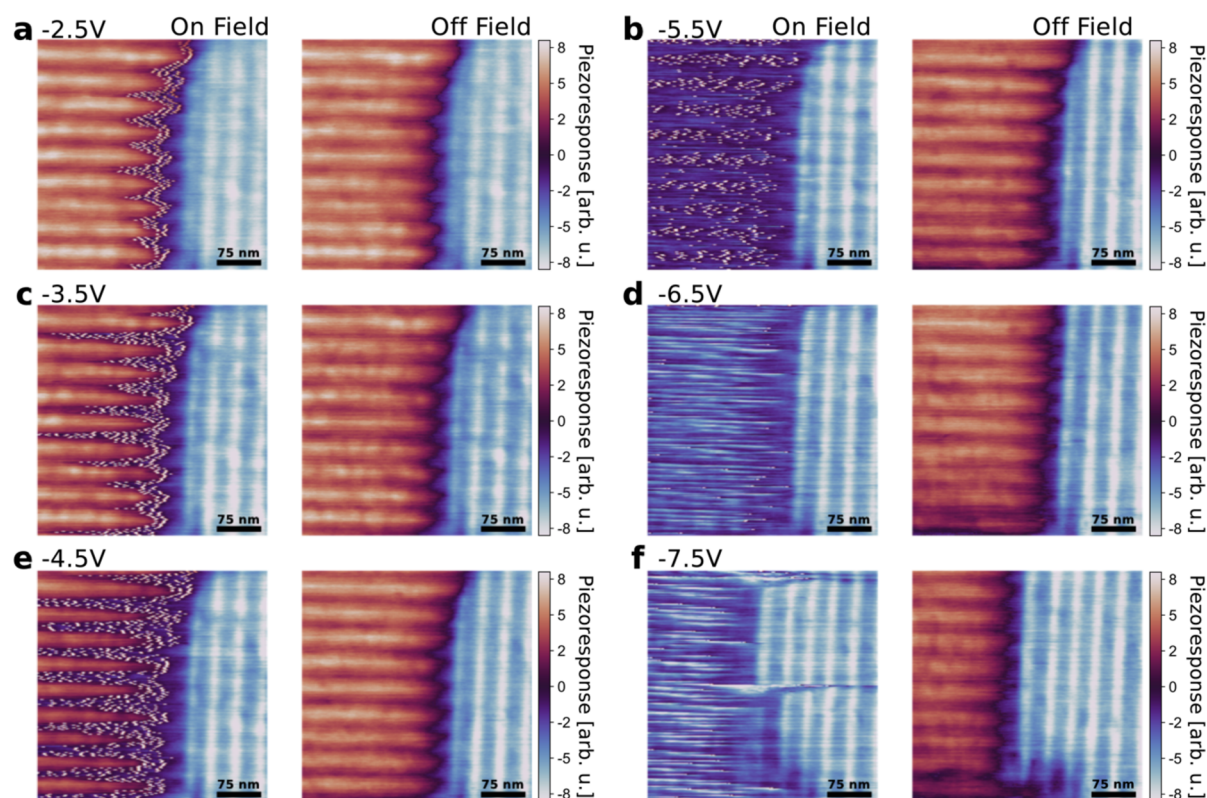 a -2.5V On Field Off Field
8
5
2
0
-2
-5
-8
Piezoresponse [arb. u.]
75 nm
75 nm
b -5.5V On Field Off Field
8
5
2
0
-2
-5
-8
Piezoresponse [arb. u.]
75 nm
75 nm
c -3.5V
8
5
2
0
-2
-5
-8
Piezoresponse [arb. u.]
75 nm
75 nm
d -6.5V
8
5
2
0
-2
-5
-8
Piezoresponse [arb. u.]
75 nm
75 nm
e -4.5V
8
5
2
0
-2
-5
-8
Piezoresponse [arb. u.]
75 nm
75 nm
f -7.5V
8
5
2
0
-2
-5
-8
Piezoresponse [arb. u.]
75 nm
75 nm